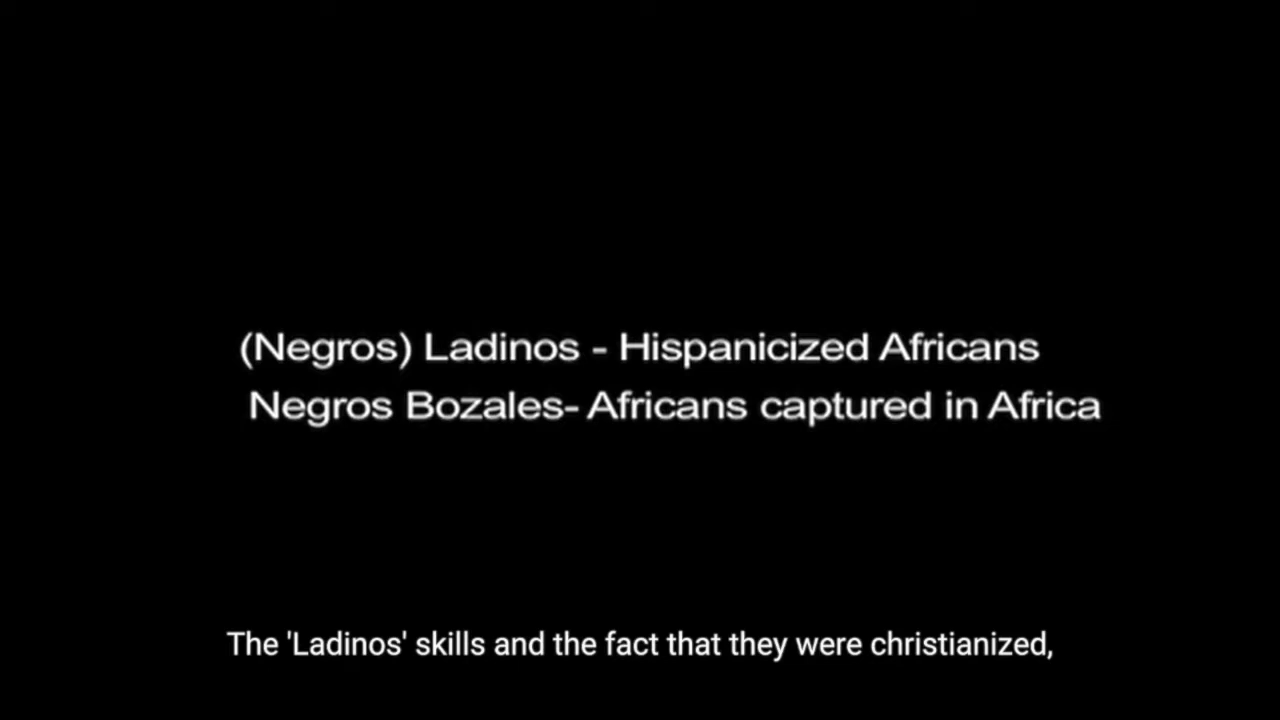 (Negros) Ladinos - Hispanicized Africans
Negros Bozales- Africans captured in Africa
The 'Ladinos' skills and the fact that they were christianized,